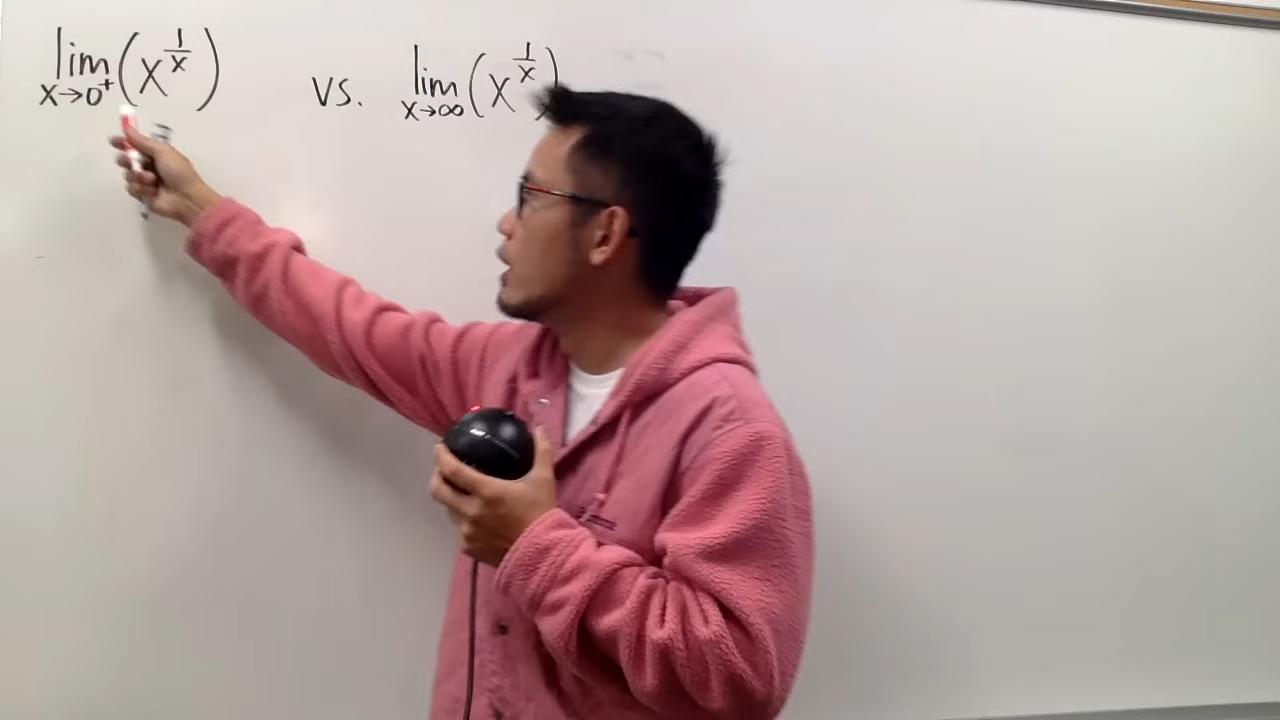 lim x→0⁺ (x^(1/x)) vs. lim x→∞ (x^(1/x))